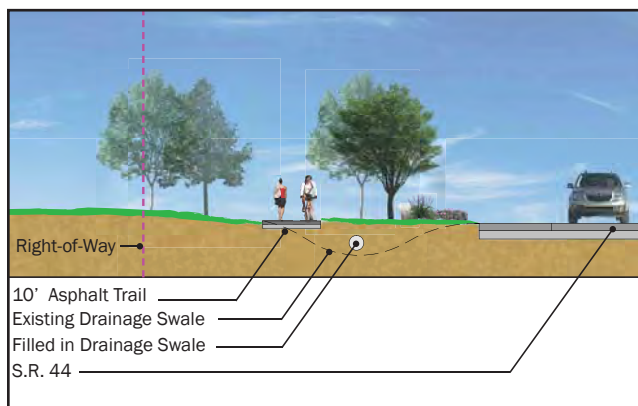 Right-of-Way
10' Asphalt Trail
Existing Drainage Swale
Filled in Drainage Swale
S.R. 44